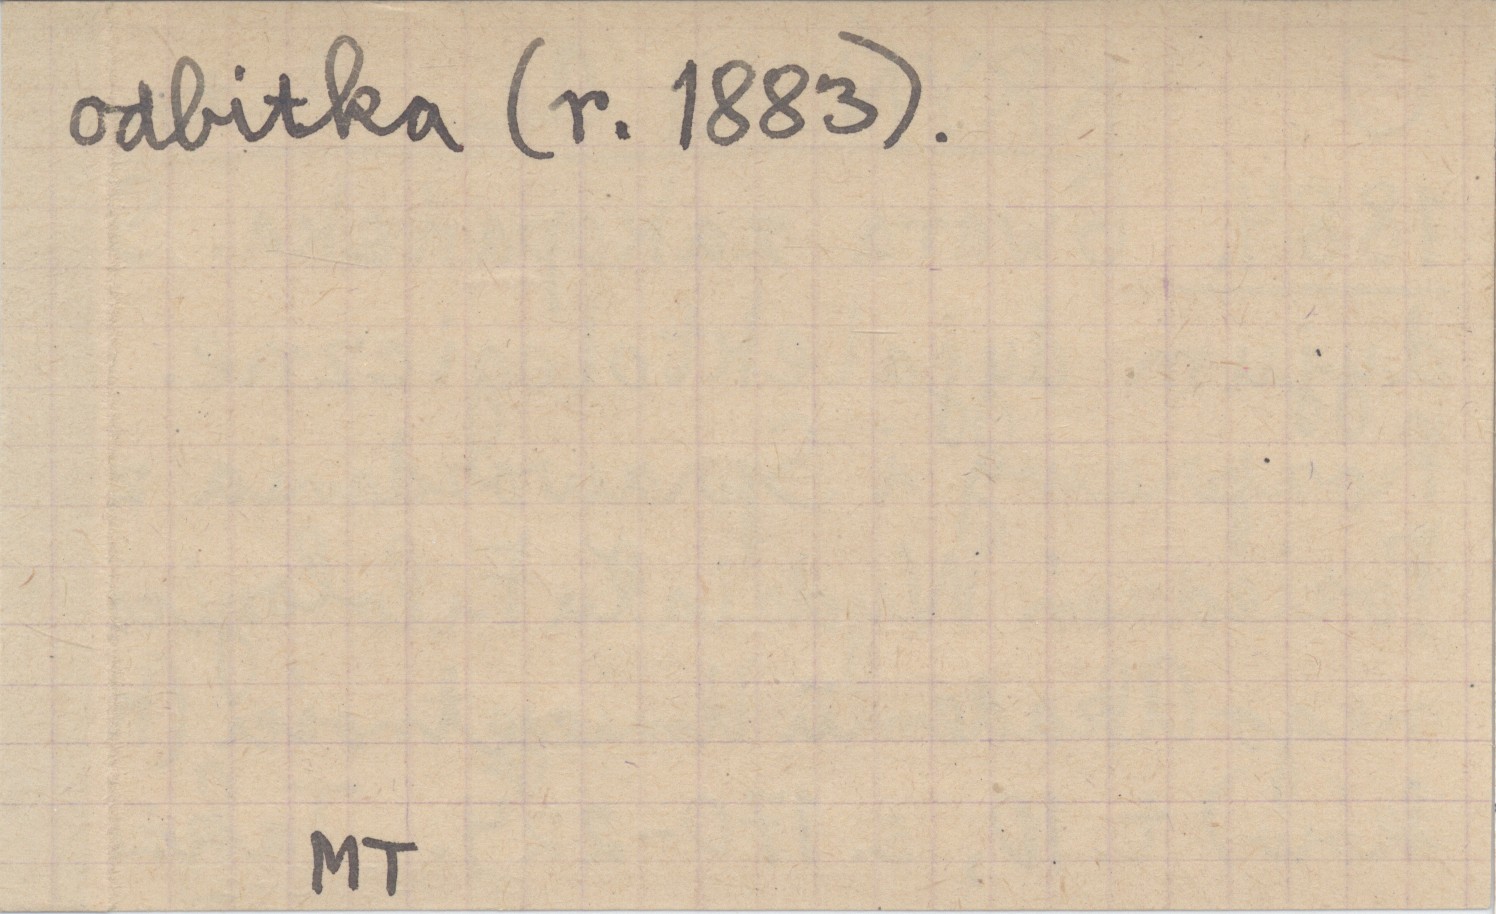 odbitka (r. 1883).
MT